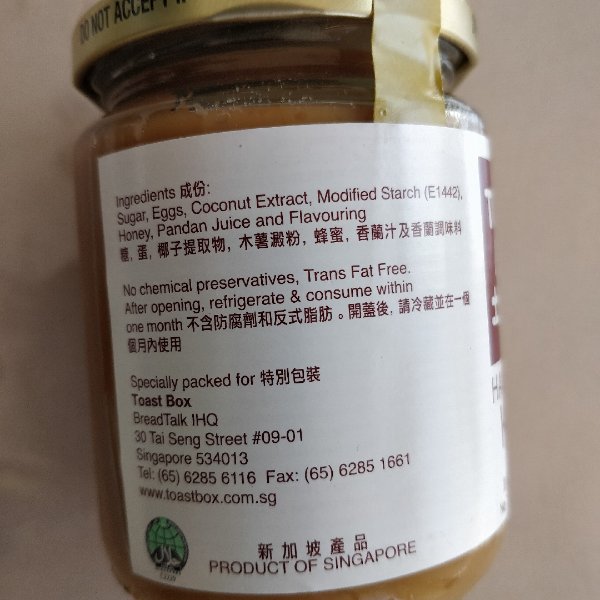 DO NOT ACCEPT
Ingredients 成份:
Sugar, Eggs, Coconut Extract, Modified Starch (E1442),
Honey, Pandan Juice and Flavouring
糖, 蛋, 椰子提取物, 木薯澱粉, 蜂蜜, 香蘭汁及香蘭調味料
No chemical preservatives, Trans Fat Free.
After opening, refrigerate & consume within
one month 不含防腐劑和反式脂肪。開蓋後, 請冷藏並在一個
個月內使用
Specially packed for 特別包裝
Toast Box
BreadTalk IHQ
30 Tai Seng Street #09-01
Singapore 534013
Tel: (65) 6285 6116 Fax: (65) 6285 1661
www.toastbox.com.sg
新加坡產品
PRODUCT OF SINGAPORE